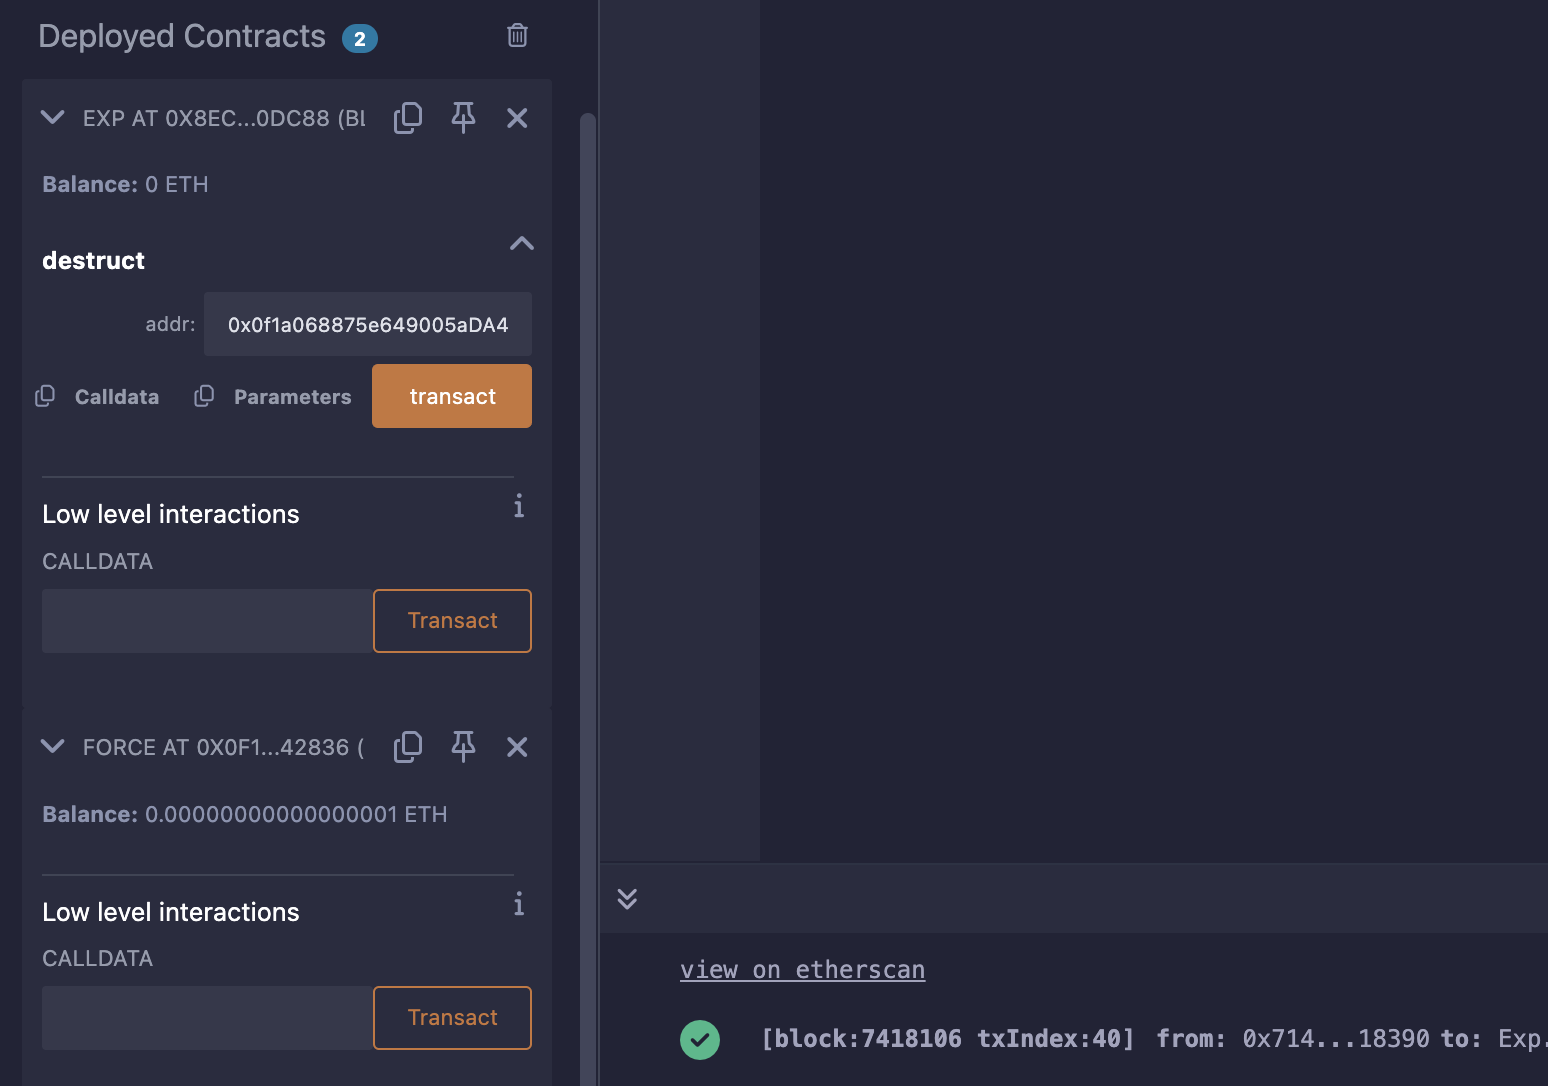 Deployed Contracts 2
EXP AT 0X8EC...0DC88 (BL
Balance: 0 ETH
destruct
addr: 0x0f1a068875e649005aDA4
Calldata Parameters transact
Low level interactions i
CALLDATA
Transact
FORCE AT 0X0F1...42836 (
Balance: 0.00000000000000001 ETH
Low level interactions i
CALLDATA
Transact
view on etherscan
[block:7418106 txIndex:40] from: 0x714...18390 to: Exp.